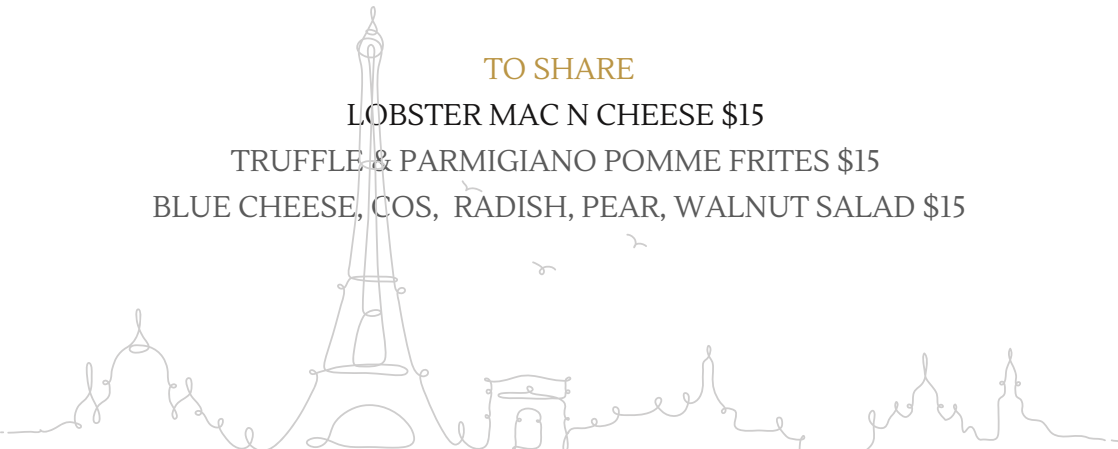 TO SHARE
LOBSTER MAC N CHEESE $15
TRUFFLE & PARMIGIANO POMME FRITES $15
BLUE CHEESE, COS,  RADISH, PEAR, WALNUT SALAD $15